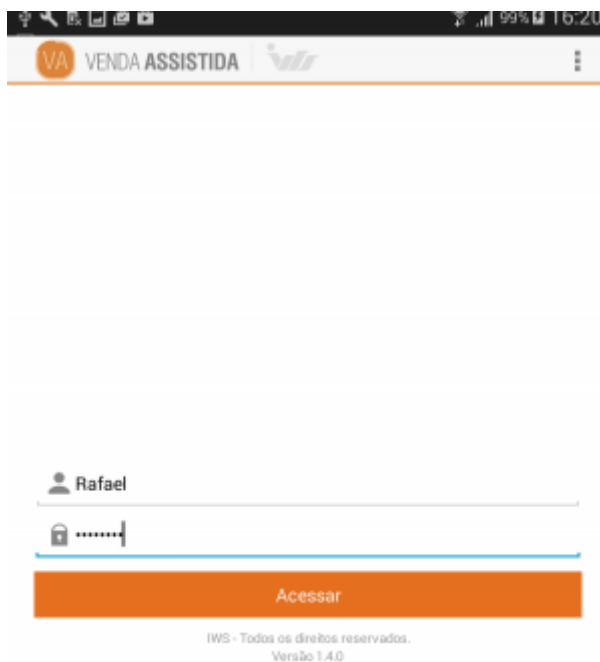 99% 16:20
VA VENDA ASSISTIDA
Rafael
••••••••
Acessar
IWS - Todos os direitos reservados.
Versão 1.4.0